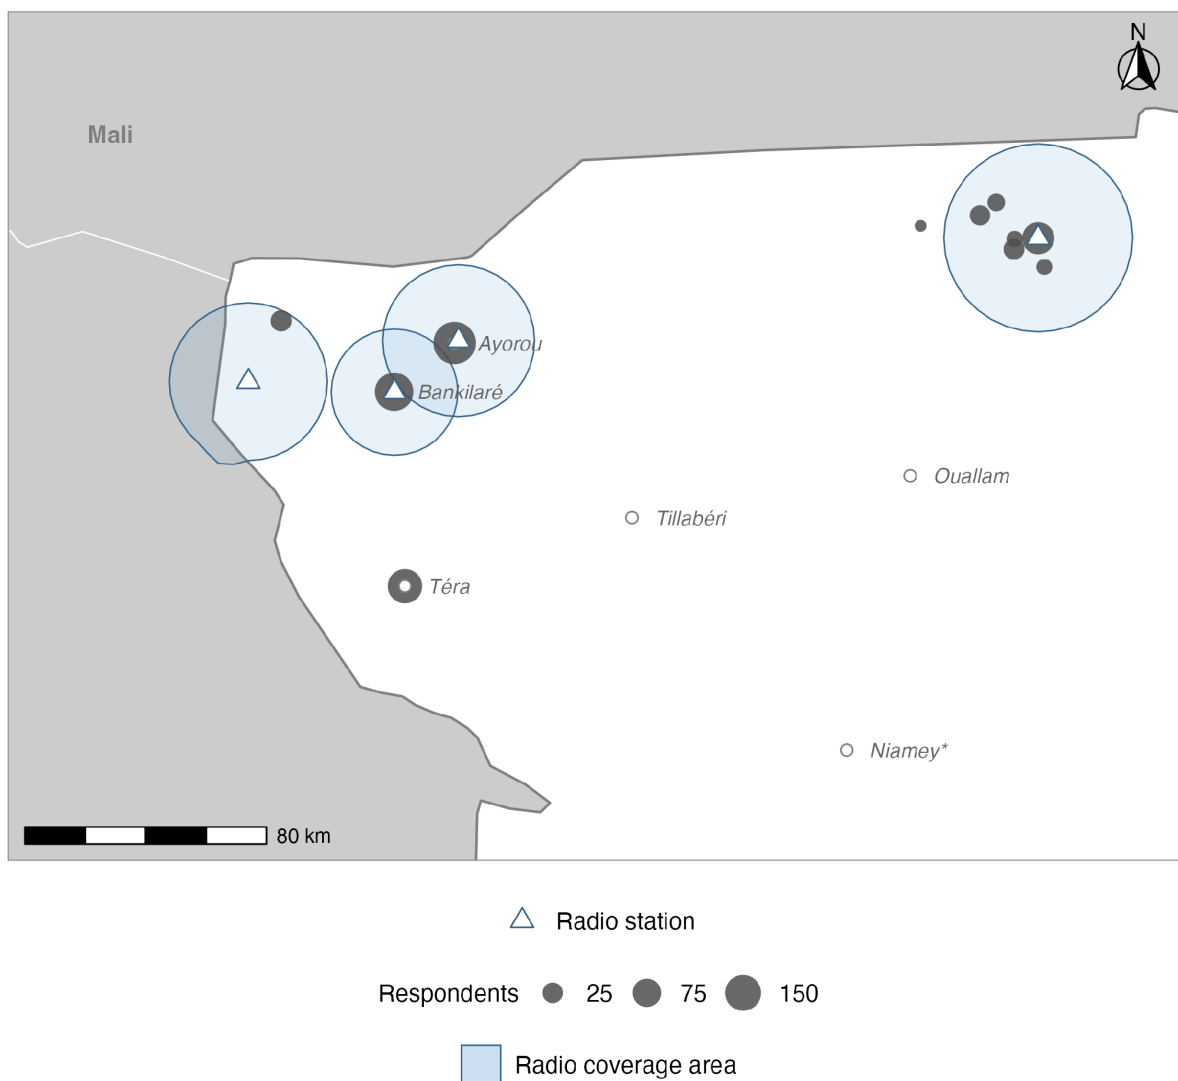 N
Mali
Ayorou
Bankilaré
Ouallam
Tillabéri
Téra
Niamey*
80 km
Radio station
Respondents 25 75 150
Radio coverage area